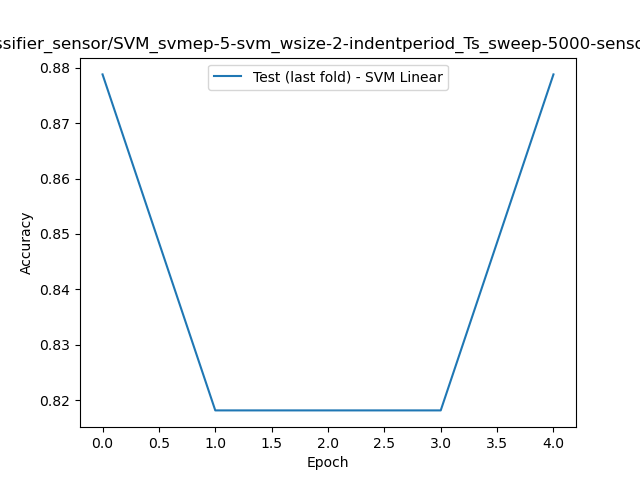 ssifier_sensor/SVM_svmep-5-svm_wsize-2-indentperiod_Ts_sweep-5000-senso
Test (last fold) - SVM Linear
Accuracy
0.88
0.87
0.86
0.85
0.84
0.83
0.82
0.0 0.5 1.0 1.5 2.0 2.5 3.0 3.5 4.0
Epoch